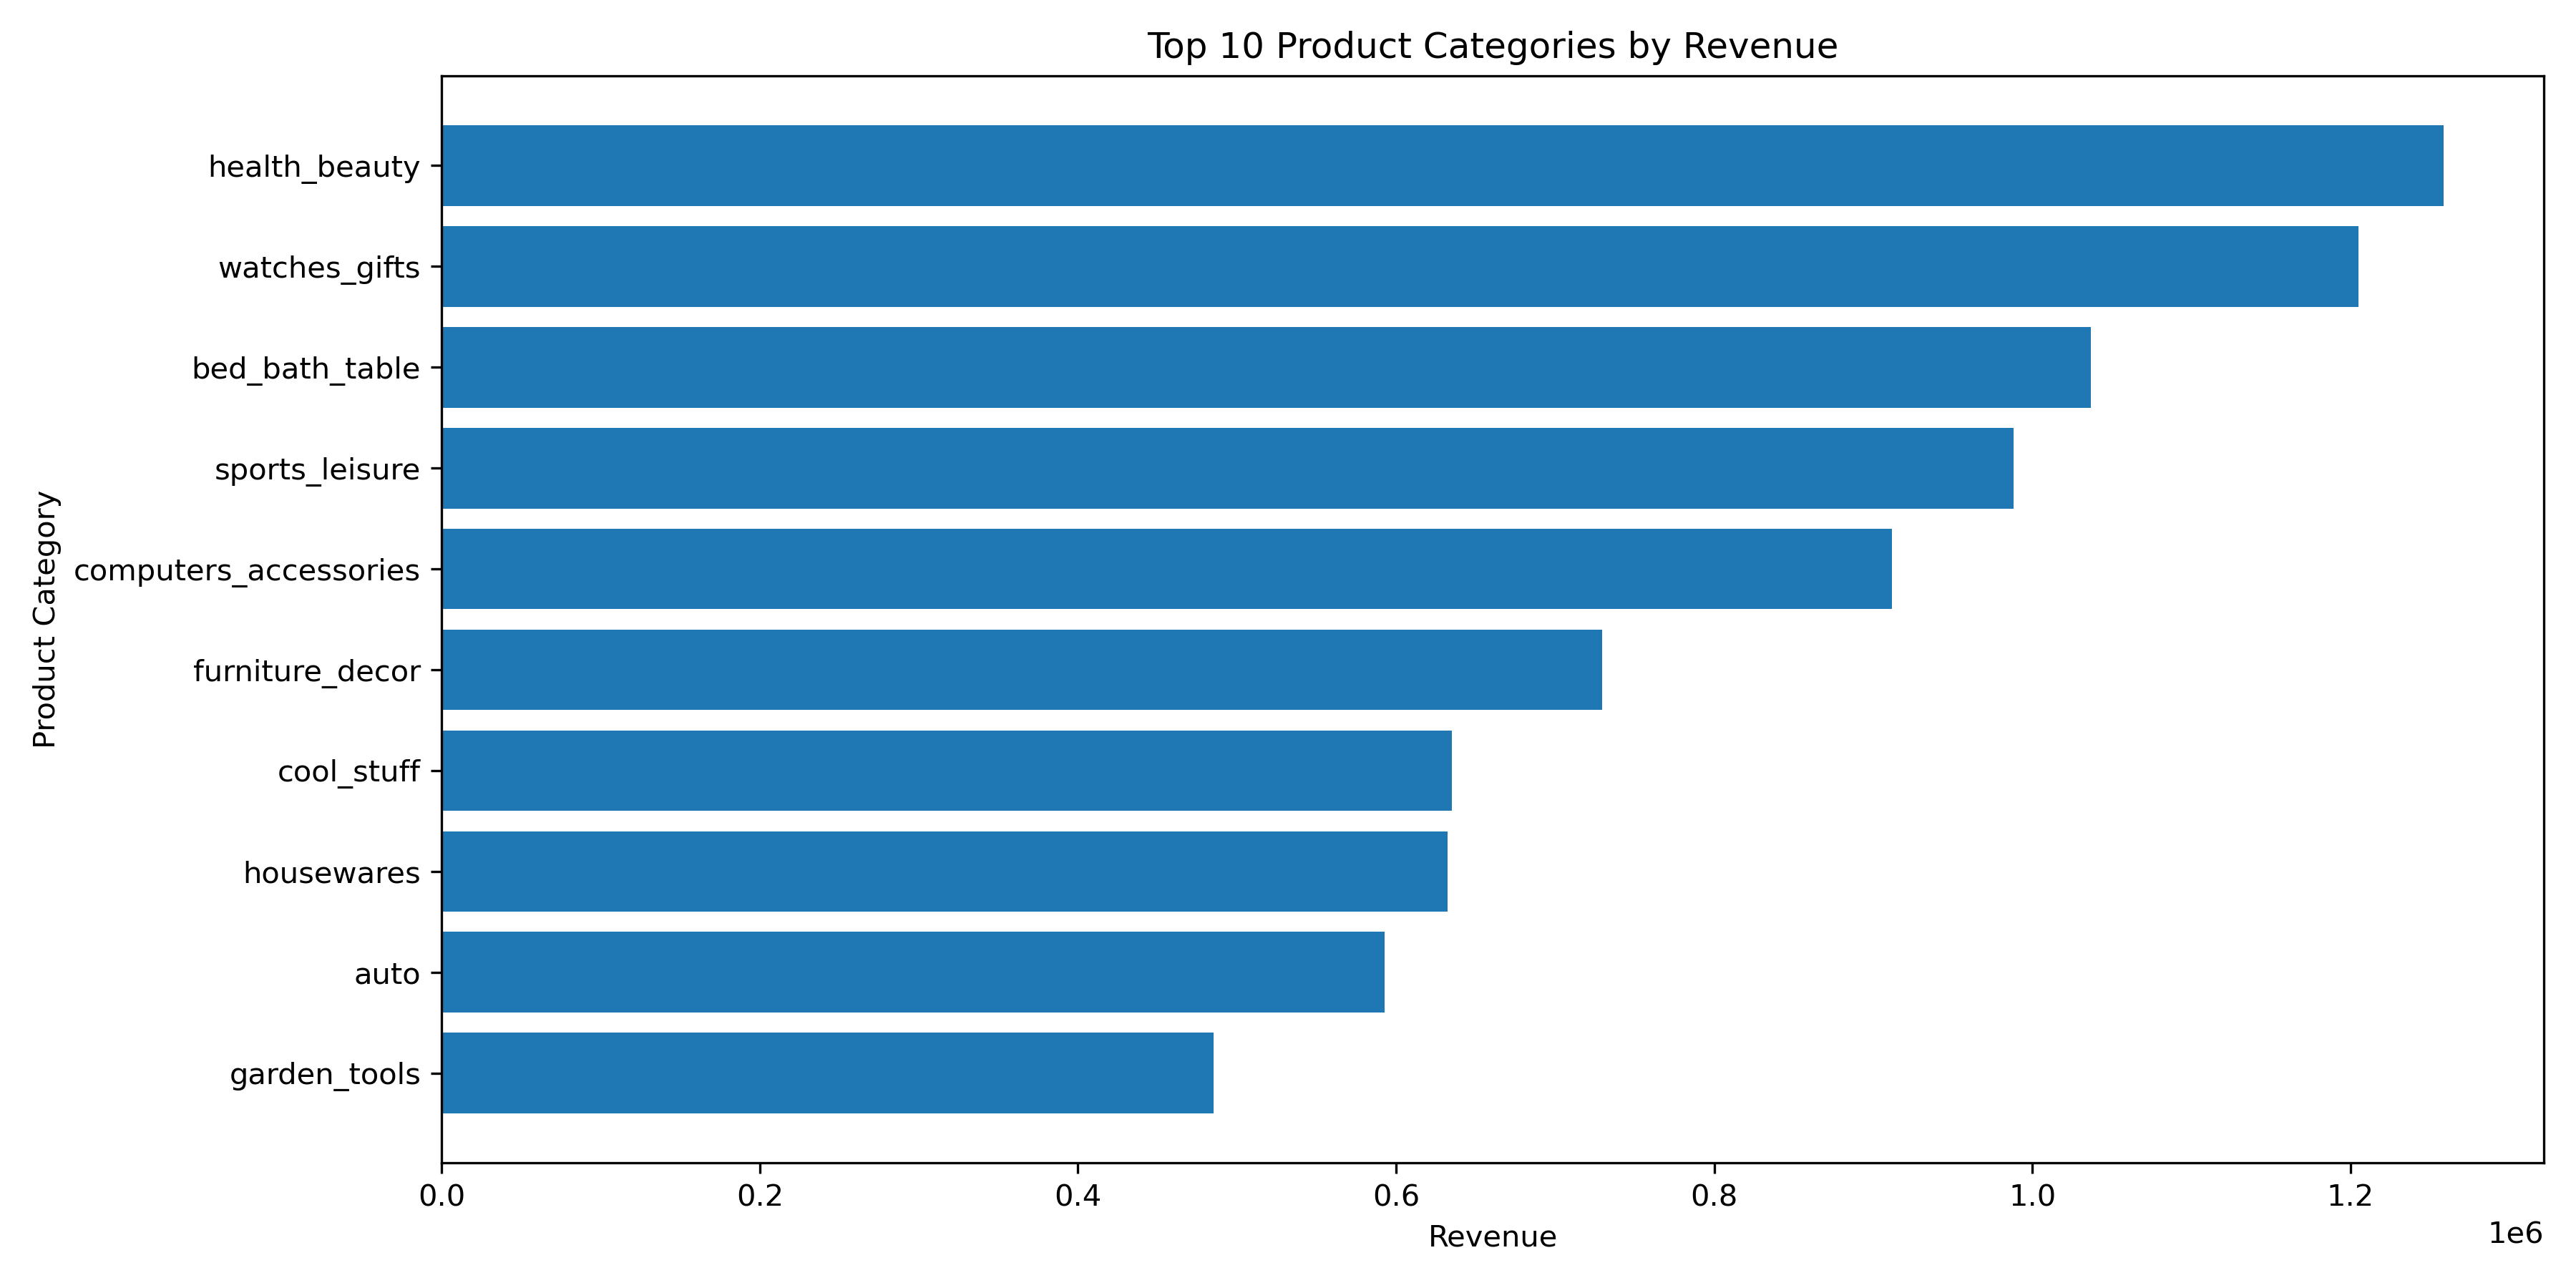 Top 10 Product Categories by Revenue
Product Category
health_beauty
watches_gifts
bed_bath_table
sports_leisure
computers_accessories
furniture_decor
cool_stuff
housewares
auto
garden_tools
0.0 0.2 0.4 0.6 0.8 1.0 1.2
1e6
Revenue